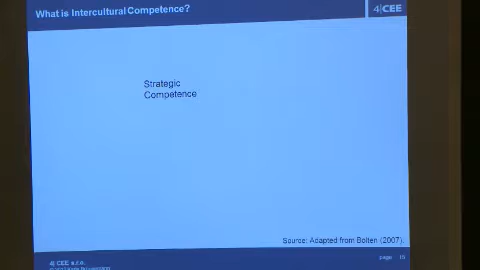 What is Intercultural Competence?
4|CEE
Strategic
Competence
Source: Adapted from Bolten (2007).
4| CEE s.r.o.
page